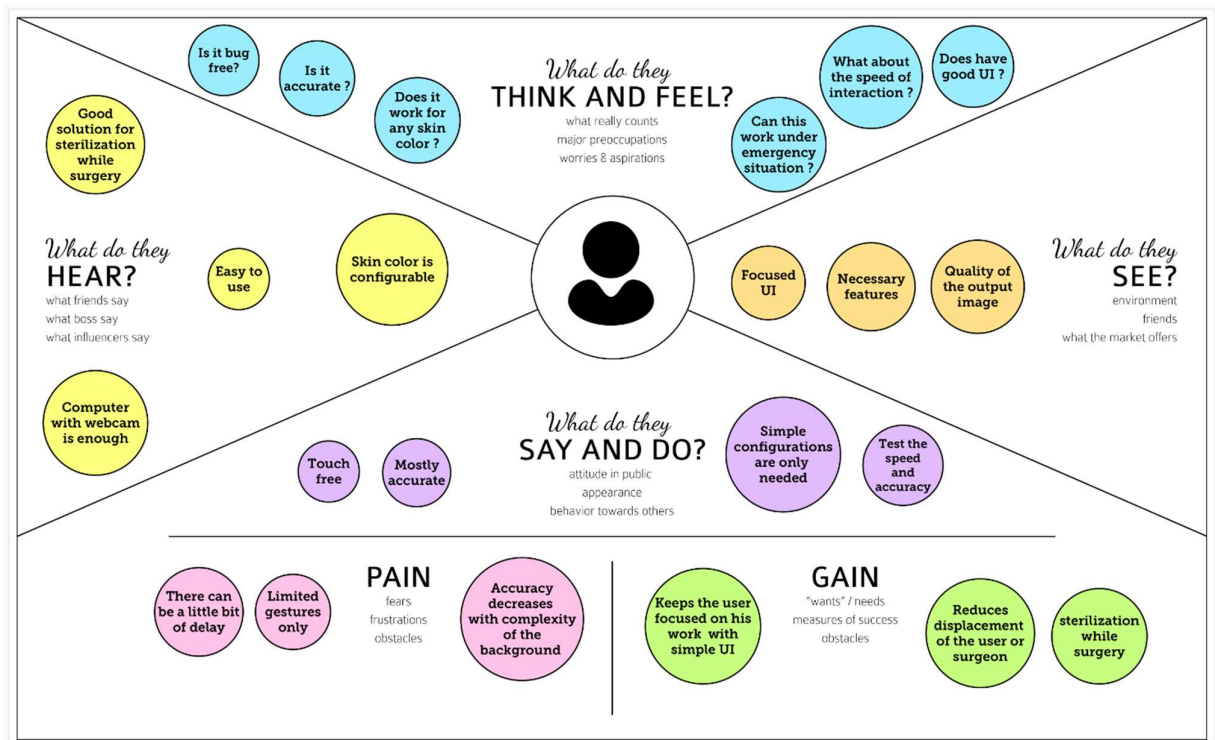 Is it bug
free?
Is it
accurate ?
Does it
work for
any skin
color ?
What do they
THINK AND FEEL?
what really counts
major preoccupations
worries & aspirations
Can this
work under
emergency
situation ?
What about
the speed of
interaction ?
Does have
good UI ?
Good
solution for
sterilization
while
surgery
What do they
HEAR?
what friends say
what boss say
what influencers say
Easy to
use
Skin color is
configurable
Computer
with webcam
is enough
Focused
UI
Necessary
features
Quality of
the output
image
What do they
SEE?
environment
friends
what the market offers
Touch
free
Mostly
accurate
What do they
SAY AND DO?
attitude in public
appearance
behavior towards others
Simple
configurations
are only
needed
Test the
speed
and
accuracy
There can
be a little bit
of delay
Limited
gestures
only
PAIN
fears
frustrations
obstacles
Accuracy
decreases
with complexity
of the
background
Keeps the user
focused on his
work with
simple UI
GAIN
"wants" / needs
measures of success
obstacles
Reduces
displacement
of the user or
surgeon
sterilization
while
surgery